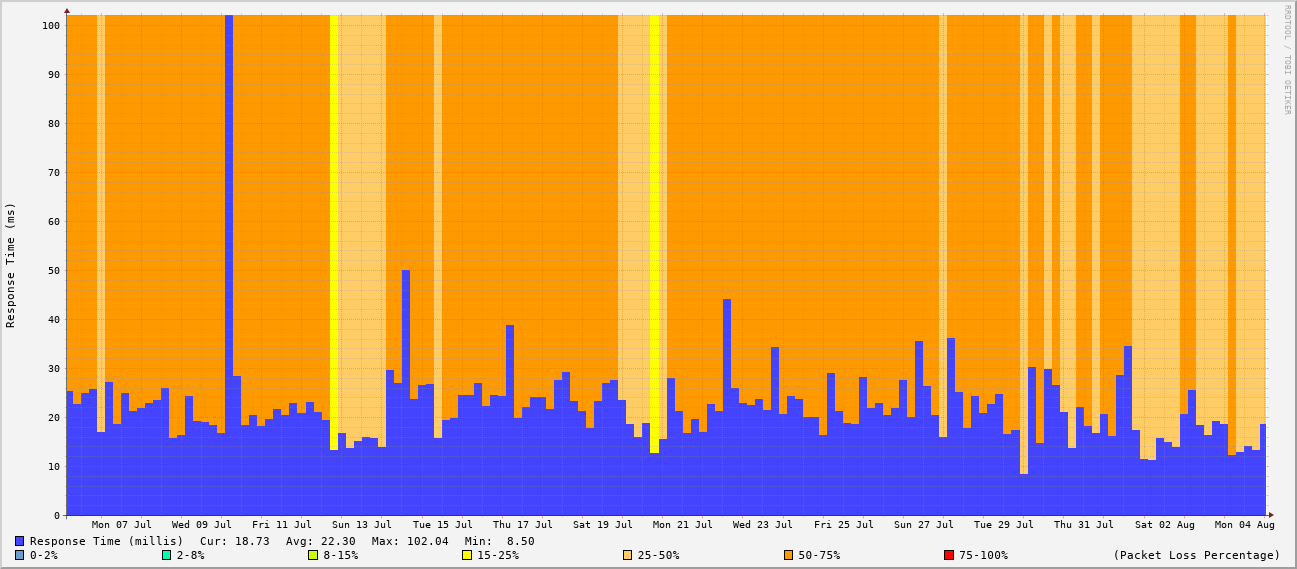 RRDTOOL / TOBI OETIKER
Response Time (ms)
100
90
80
70
60
50
40
30
20
10
0
Mon 07 Jul Wed 09 Jul Fri 11 Jul Sun 13 Jul Tue 15 Jul Thu 17 Jul Sat 19 Jul Mon 21 Jul Wed 23 Jul Fri 25 Jul Sun 27 Jul Tue 29 Jul Thu 31 Jul Sat 02 Aug Mon 04 Aug
Response Time (millis) Cur: 18.73 Avg: 22.30 Max: 102.04 Min: 8.50
0-2% 2-8% 8-15% 15-25% 25-50% 50-75% 75-100% (Packet Loss Percentage)